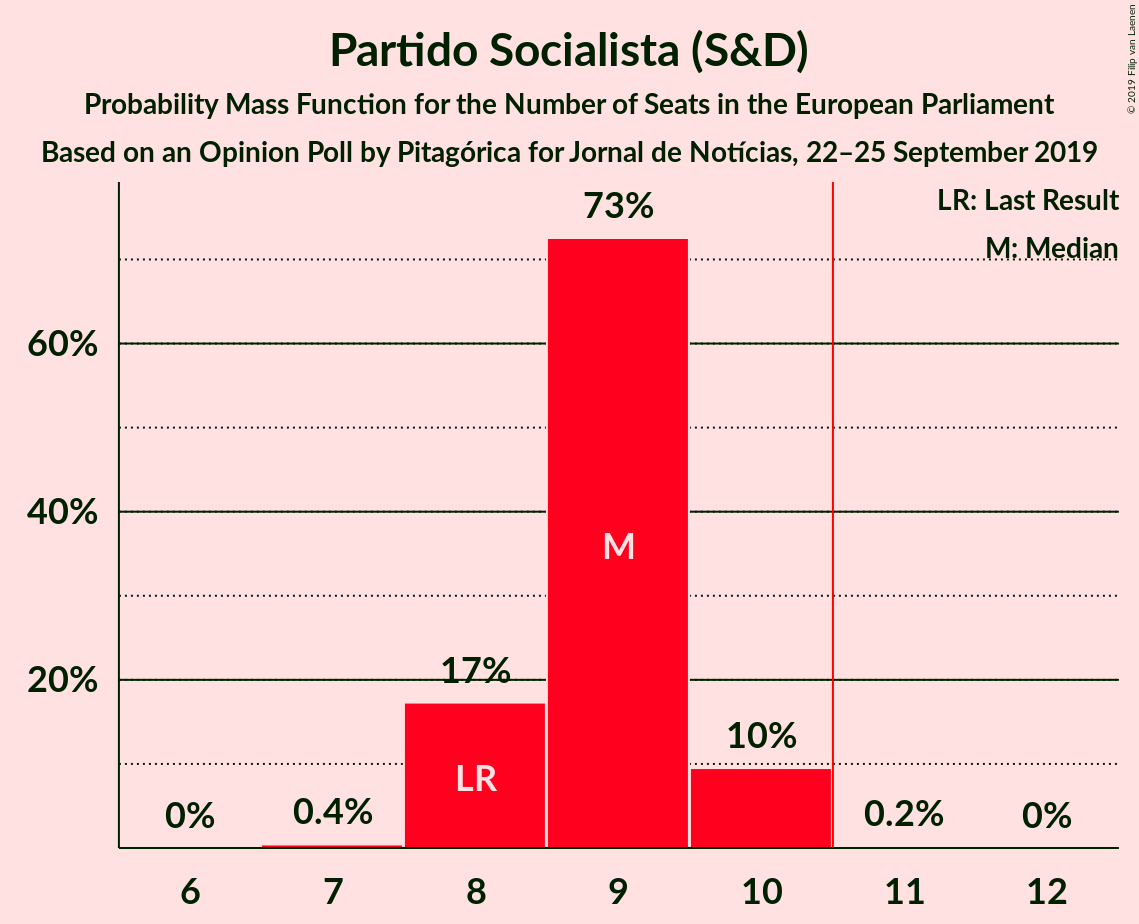 Partido Socialista (S&D)
Probability Mass Function for the Number of Seats in the European Parliament
Based on an Opinion Poll by Pitagórica for Jornal de Notícias, 22–25 September 2019
© 2019 Filip van Laenen
LR: Last Result
M: Median
60%
40%
20%
0%
0.4%
17%
73%
10%
0.2%
0%
LR
M
6 7 8 9 10 11 12